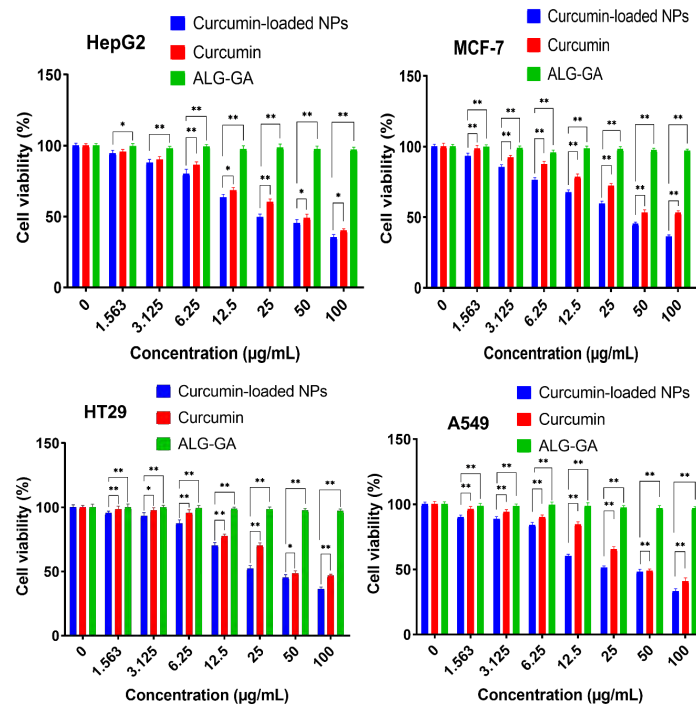 HepG2
Curcumin-loaded NPs
Curcumin
ALG-GA
Cell viability (%)
150
100
50
0
* ** ** ** ** ** **
** * ** * *
0 1.563 3.125 6.25 12.5 25 50 100
Concentration (µg/mL)
MCF-7
Curcumin-loaded NPs
Curcumin
ALG-GA
Cell viability (%)
150
100
50
0
** ** ** ** ** ** **
** ** ** ** ** ** **
0 1.563 3.125 6.25 12.5 25 50 100
Concentration (µg/mL)
HT29
Curcumin-loaded NPs
Curcumin
ALG-GA
Cell viability (%)
150
100
50
0
** ** ** ** ** ** **
** * ** ** ** * **
0 1.563 3.125 6.25 12.5 25 50 100
Concentration (µg/mL)
A549
Curcumin-loaded NPs
Curcumin
ALG-GA
Cell viability (%)
150
100
50
0
** ** ** ** ** ** **
** ** ** ** ** ** **
0 1.563 3.125 6.25 12.5 25 50 100
Concentration (µg/mL)